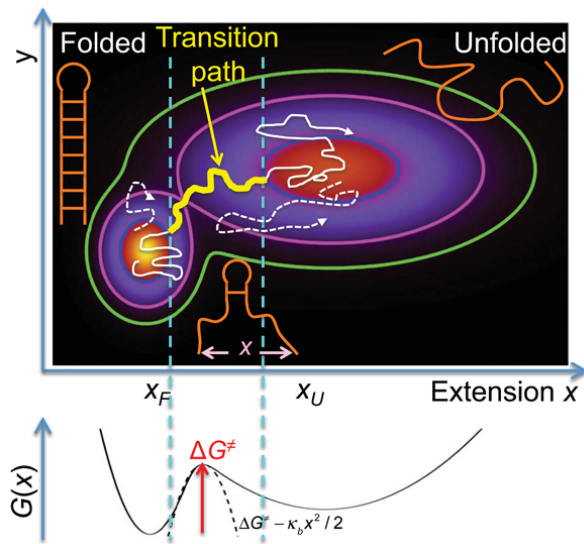 y
Folded
Transition
path
Unfolded
x
x_F
x_U
Extension x
G(x)
ΔG≠
ΔG≠ – κ_b x² / 2